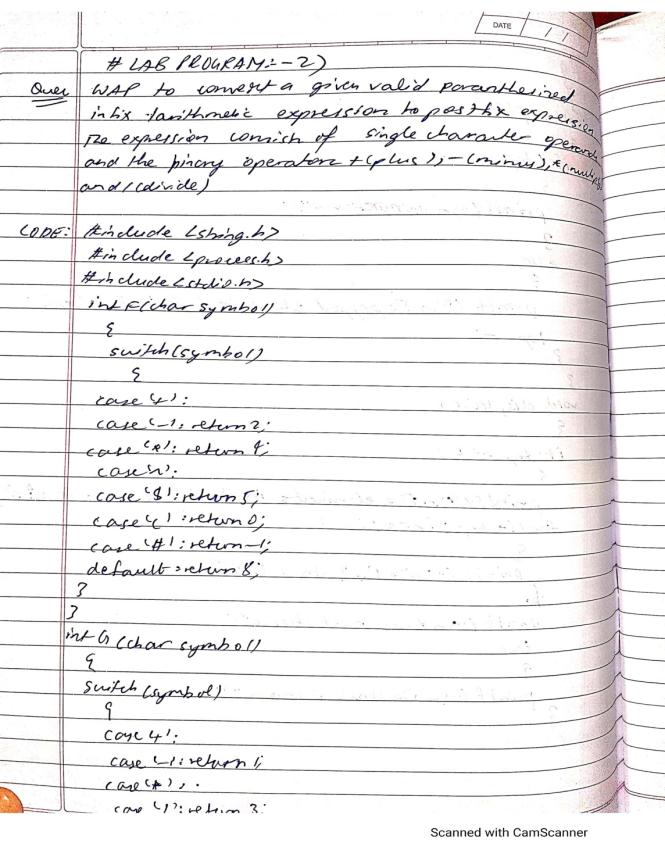 DATE / /
# LAB PROGRAM:-2)
Ques WAP to convert a given valid paranthesized
infix arithmetic expression to postfix expression
The expression consist of single character operands
and the binary operators +(plus), -(minus), *(multiply)
and /(divide)
CODE: #include <string.h>
#include <process.h>
#include <stdio.h>
int F(char symbol)
{
switch(symbol)
{
case '+':
case '-': return 2;
case '*': return 4;
case '^':
case '$': return 5;
case '(': return 0;
case '#': return -1;
default: return 8;
}
}
int G(char symbol)
{
switch(symbol)
{
case '+':
case '-': return 1;
case '*':
case '/': return 3;
Scanned with CamScanner